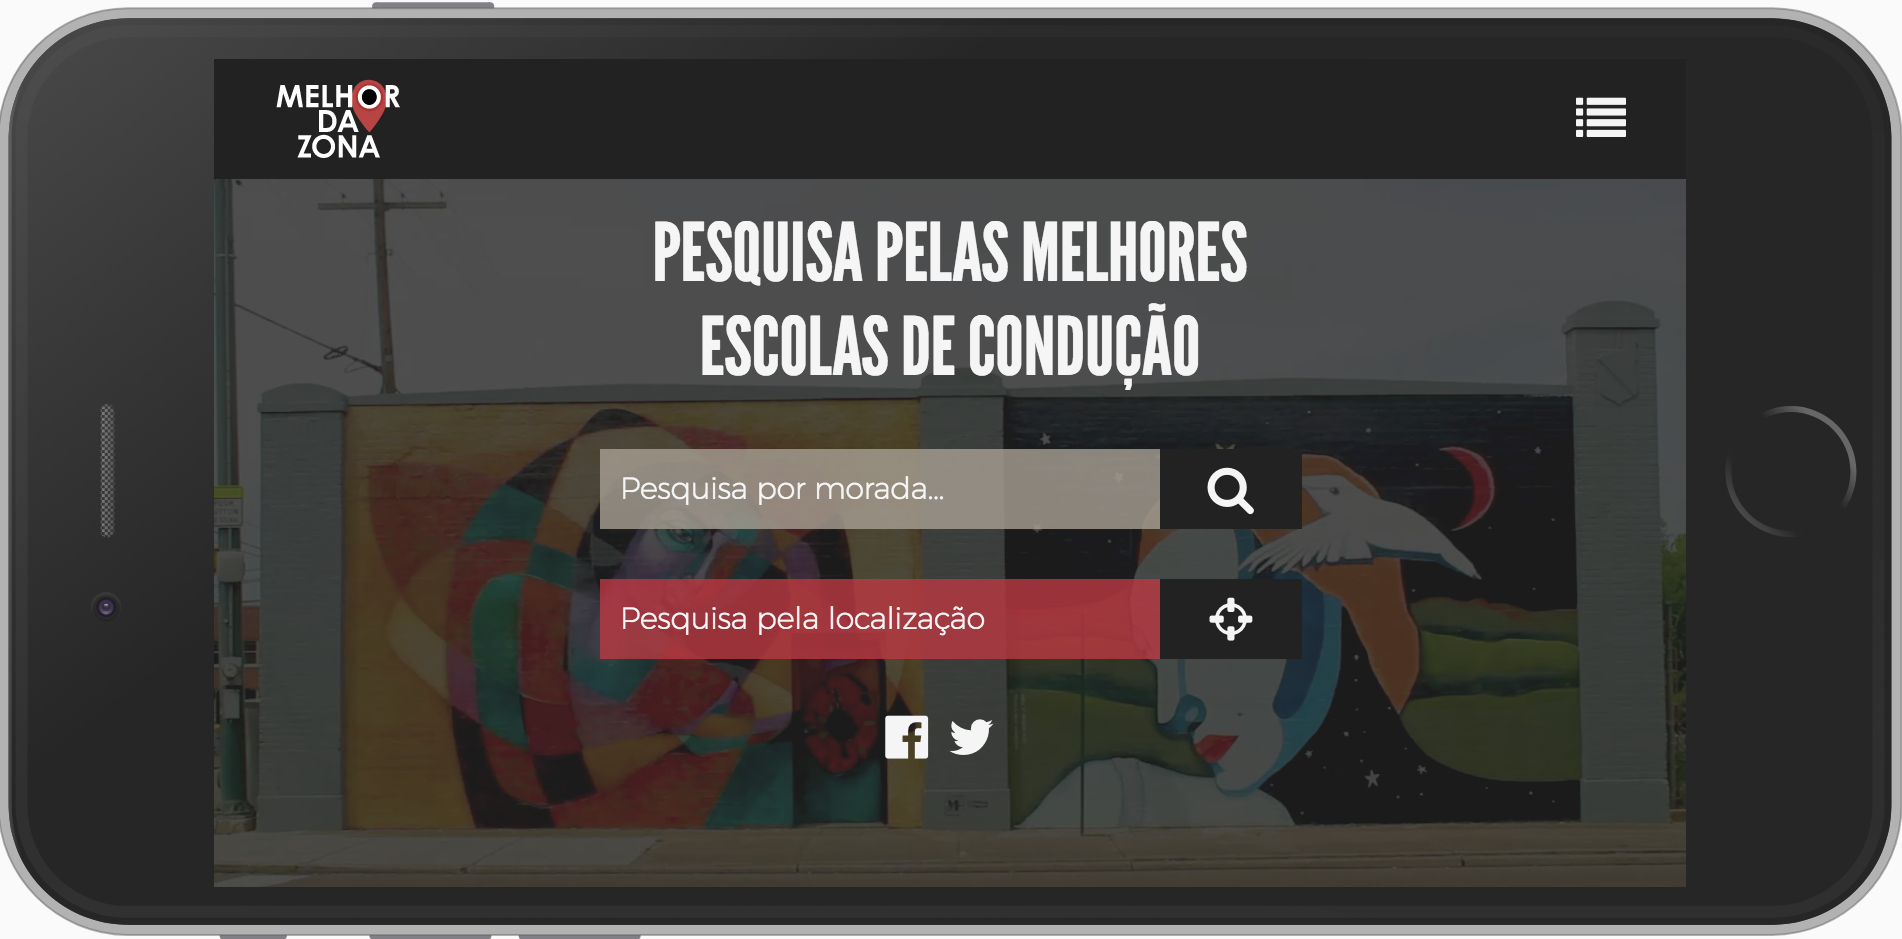 MELHOR
DA
ZONA
PESQUISA PELAS MELHORES
ESCOLAS DE CONDUÇÃO
Pesquisa por morada...
Pesquisa pela localização